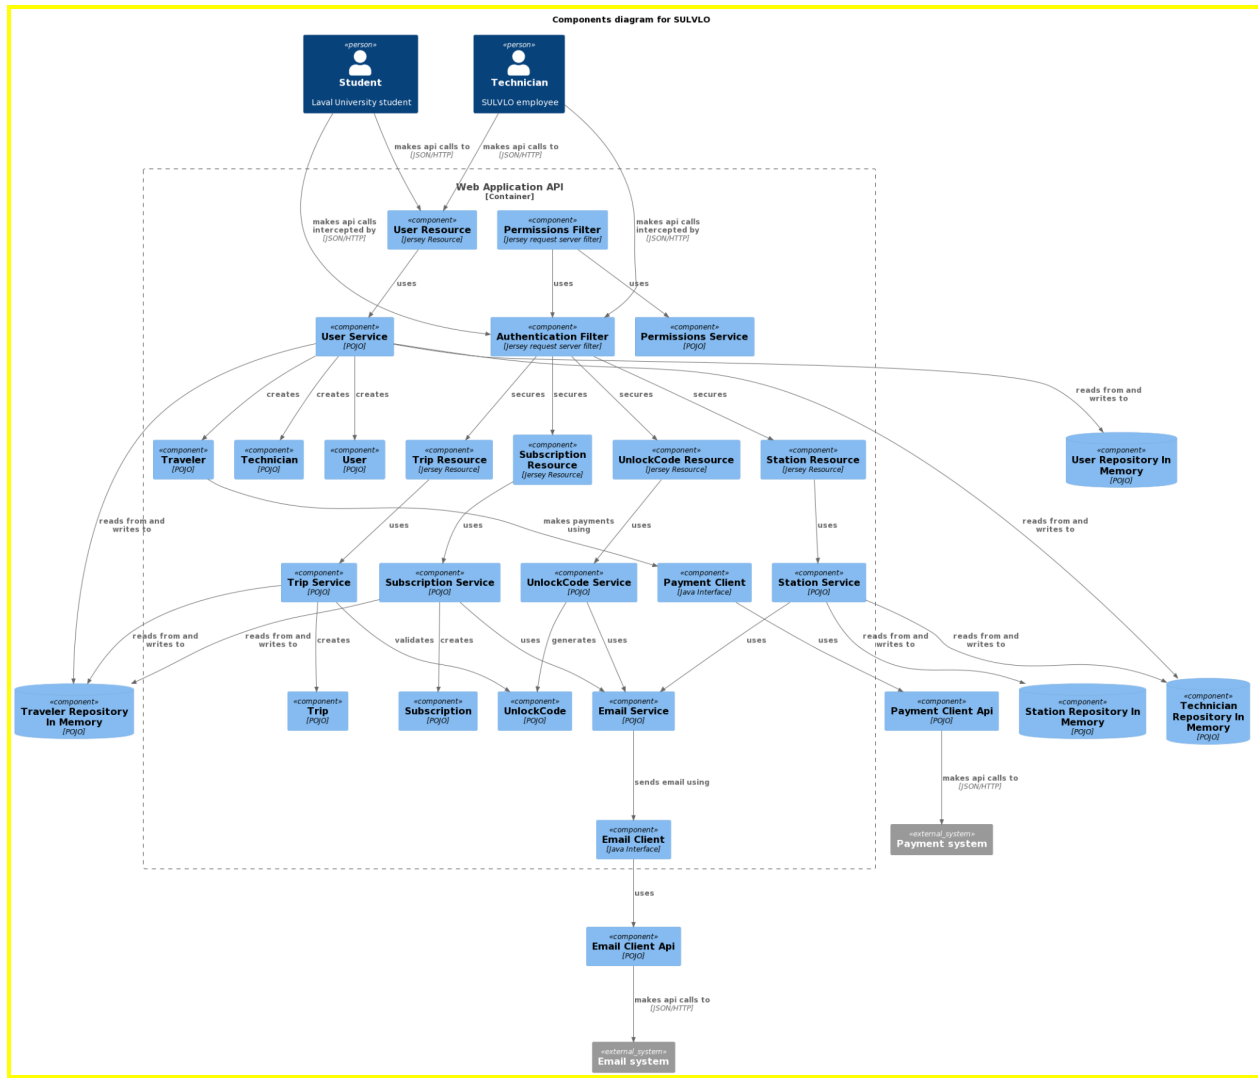 Components diagram for SULVLO
«person»
Student
Laval University student
«person»
Technician
SULVLO employee
makes api calls to
[JSON/HTTP]
makes api calls to
[JSON/HTTP]
Web Application API
[Container]
makes api calls
intercepted by
[JSON/HTTP]
«component»
User Resource
[Jersey Resource]
«component»
Permissions Filter
[Jersey request server filter]
makes api calls
intercepted by
[JSON/HTTP]
uses
uses
uses
«component»
User Service
[POJO]
«component»
Authentication Filter
[Jersey request server filter]
«component»
Permissions Service
[POJO]
creates
creates
creates
secures
secures
secures
secures
reads from and
writes to
«component»
Traveler
[POJO]
«component»
Technician
[POJO]
«component»
User
[POJO]
«component»
Trip Resource
[Jersey Resource]
«component»
Subscription
Resource
[Jersey Resource]
«component»
UnlockCode Resource
[Jersey Resource]
«component»
Station Resource
[Jersey Resource]
«component»
User Repository In
Memory
[POJO]
reads from and
writes to
uses
uses
makes payments
using
uses
uses
reads from and
writes to
«component»
Trip Service
[POJO]
«component»
Subscription Service
[POJO]
«component»
UnlockCode Service
[POJO]
«component»
Payment Client
[Java Interface]
«component»
Station Service
[POJO]
reads from and
writes to
reads from and
writes to
creates
validates
creates
uses
generates
uses
uses
uses
reads from and
writes to
reads from and
writes to
«component»
Traveler Repository
In Memory
[POJO]
«component»
Trip
[POJO]
«component»
Subscription
[POJO]
«component»
UnlockCode
[POJO]
«component»
Email Service
[POJO]
«component»
Payment Client Api
[POJO]
«component»
Station Repository In
Memory
[POJO]
«component»
Technician
Repository In
Memory
[POJO]
sends email using
makes api calls to
[JSON/HTTP]
«component»
Email Client
[Java Interface]
«external_system»
Payment system
uses
«component»
Email Client Api
[POJO]
makes api calls to
[JSON/HTTP]
«external_system»
Email system